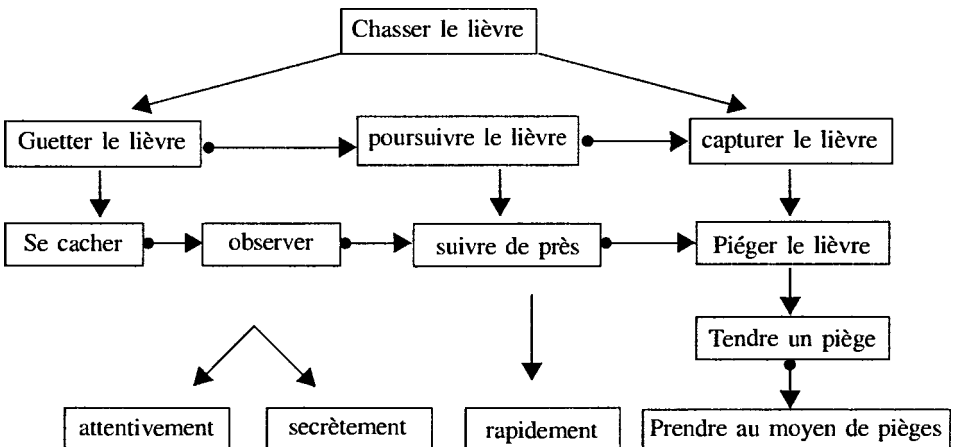 Chasser le lièvre
Guetter le lièvre
poursuivre le lièvre
capturer le lièvre
Se cacher
observer
suivre de près
Piéger le lièvre
Tendre un piège
attentivement
secrètement
rapidement
Prendre au moyen de pièges